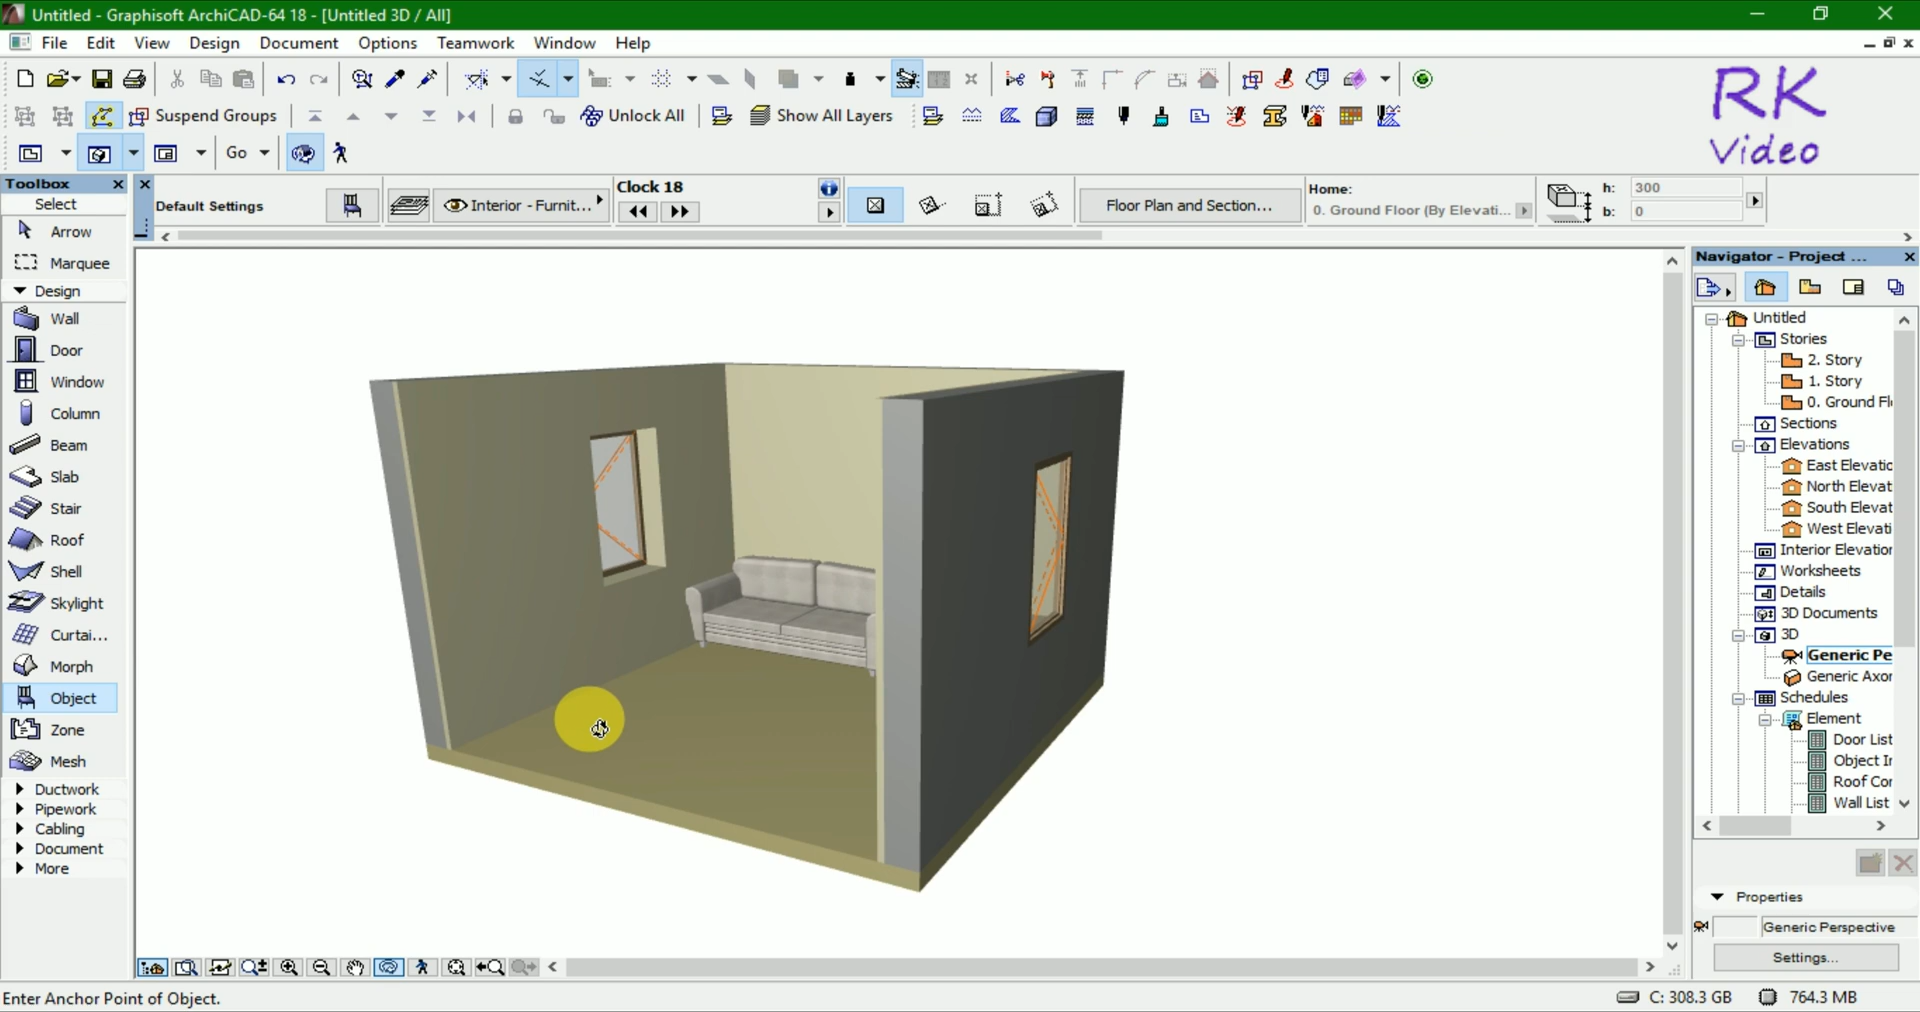 Untitled - Graphisoft ArchiCAD-64 18 - [Untitled 3D / All]
File Edit View Design Document Options Teamwork Window Help
RK
Video
Suspend Groups
Unlock All
Show All Layers
Go
Toolbox
Select
Arrow
Marquee
Design
Wall
Door
Window
Column
Beam
Slab
Stair
Roof
Shell
Skylight
Curtai...
Morph
Object
Zone
Mesh
Ductwork
Pipework
Cabling
Document
More
Default Settings
Interior - Furnit...
Clock 18
Floor Plan and Section...
Home:
0. Ground Floor (By Elevati...
h: 300
b: 0
Navigator - Project ...
Untitled
Stories
2. Story
1. Story
0. Ground Fl
Sections
Elevations
East Elevatic
North Elevat
South Elevat
West Elevati
Interior Elevation
Worksheets
Details
3D Documents
3D
Generic Pe
Generic Axon
Schedules
Element
Door List
Object In
Roof Cor
Wall List
Properties
Generic Perspective
Settings...
Enter Anchor Point of Object.
C: 308.3 GB
764.3 MB